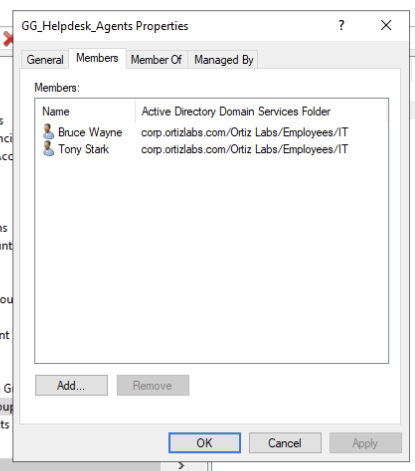 GG_Helpdesk_Agents Properties ? ×
General Members Member Of Managed By
Members:
Name Active Directory Domain Services Folder
Bruce Wayne corp.ortizlabs.com/Ortiz Labs/Employees/IT
Tony Stark corp.ortizlabs.com/Ortiz Labs/Employees/IT
Add... Remove
OK Cancel Apply